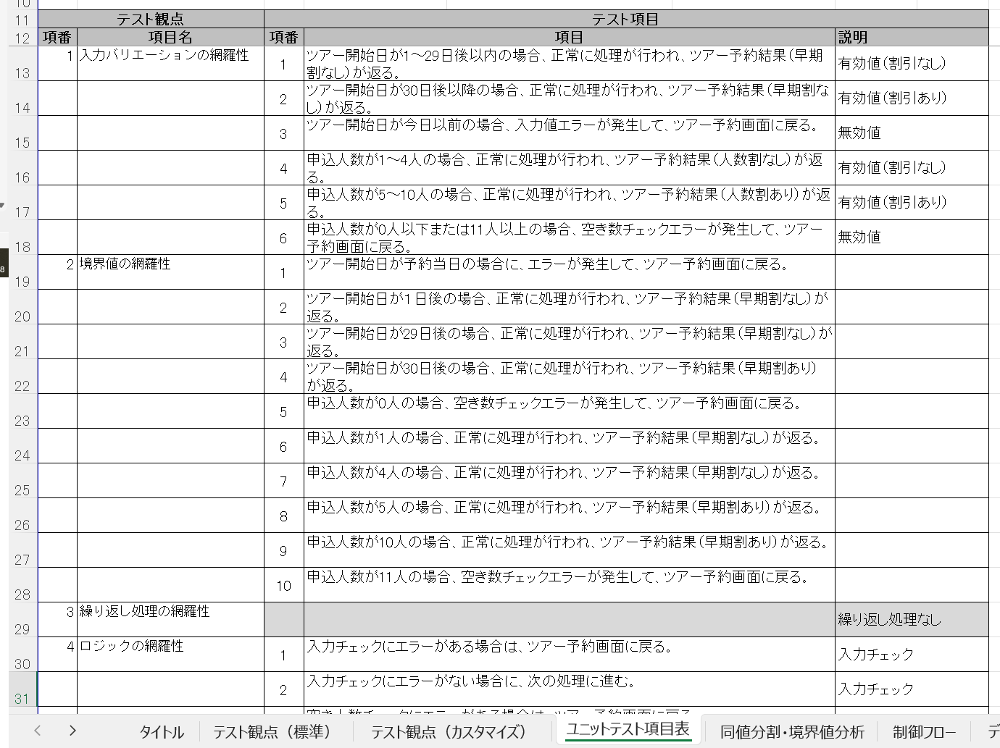 10
11 テスト観点 テスト項目
12 項番 項目名 項番 項目 説明
13 1 入力バリエーションの網羅性 1 ツアー開始日が1～29日後以内の場合、正常に処理が行われ、ツアー予約結果（早期
割なし）が返る。 有効値（割引なし）
14 2 ツアー開始日が30日後以降の場合、正常に処理が行われ、ツアー予約結果（早期割な
し）が返る。 有効値（割引あり）
15 3 ツアー開始日が今日以前の場合、入力値エラーが発生して、ツアー予約画面に戻る。 無効値
16 4 申込人数が1～4人の場合、正常に処理が行われ、ツアー予約結果（人数割なし）が返
る。 有効値（割引なし）
17 5 申込人数が5～10人の場合、正常に処理が行われ、ツアー予約結果（人数割あり）が返
る。 有効値（割引あり）
18 6 申込人数が0人以下または11人以上の場合、空き数チェックエラーが発生して、ツアー
予約画面に戻る。 無効値
8
19 2 境界値の網羅性 1 ツアー開始日が予約当日の場合に、エラーが発生して、ツアー予約画面に戻る。
20 2 ツアー開始日が1日後の場合、正常に処理が行われ、ツアー予約結果（早期割なし）が
返る。
21 3 ツアー開始日が29日後の場合、正常に処理が行われ、ツアー予約結果（早期割なし）が
返る。
22 4 ツアー開始日が30日後の場合、正常に処理が行われ、ツアー予約結果（早期割あり）
が返る。
23 5 申込人数が0人の場合、空き数チェックエラーが発生して、ツアー予約画面に戻る。
24 6 申込人数が1人の場合、正常に処理が行われ、ツアー予約結果（早期割なし）が返る。
25 7 申込人数が4人の場合、正常に処理が行われ、ツアー予約結果（早期割なし）が返る。
26 8 申込人数が5人の場合、正常に処理が行われ、ツアー予約結果（早期割あり）が返る。
27 9 申込人数が10人の場合、正常に処理が行われ、ツアー予約結果（早期割あり）が返る。
28 10 申込人数が11人の場合、空き数チェックエラーが発生して、ツアー予約画面に戻る。
29 3 繰り返し処理の網羅性 繰り返し処理なし
30 4 ロジックの網羅性 1 入力チェックにエラーがある場合は、ツアー予約画面に戻る。 入力チェック
31 2 入力チェックにエラーがない場合に、次の処理に進む。 入力チェック
空き人数チェックにエラーがある場合は、ツアー予約画面に戻る
タイトル テスト観点（標準） テスト観点（カスタマイズ） ユニットテスト項目表 同値分割・境界値分析 制御フロー デ